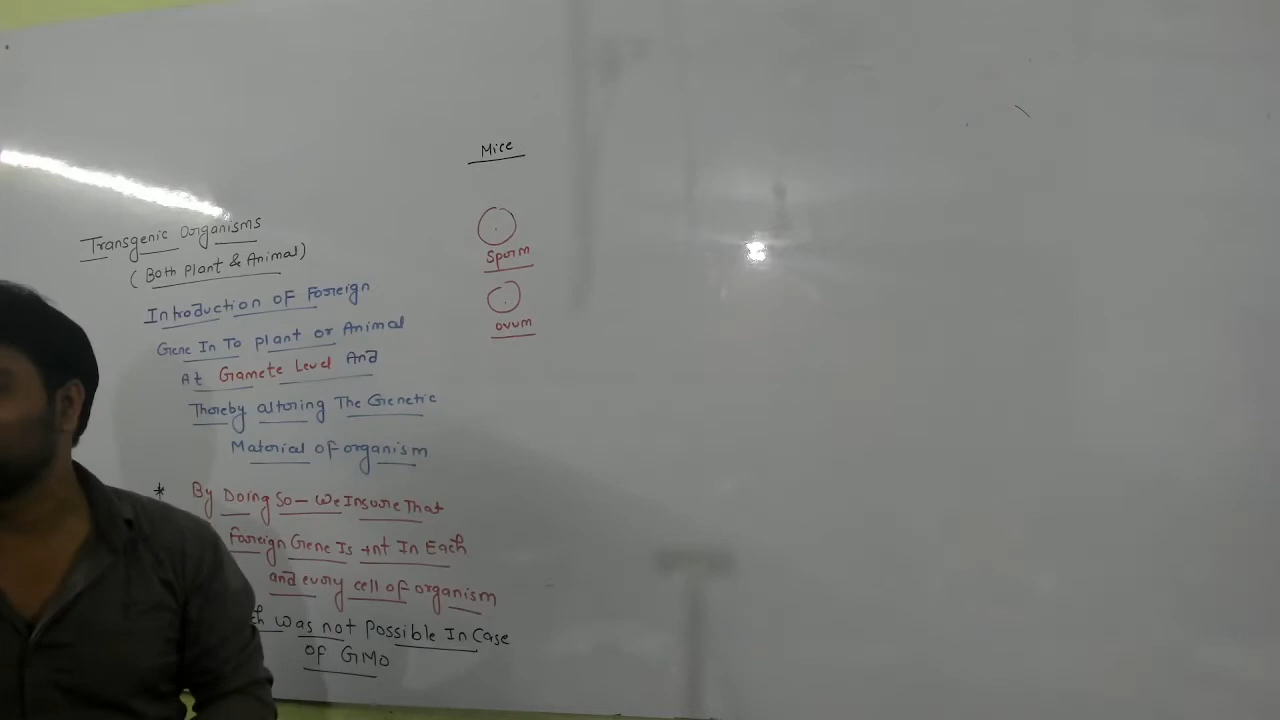 Transgenic Organisms
(Both Plant & Animal)
Introduction Of Foreign
Gene In To plant or Animal
At Gamete Level And
Thereby altering The Genetic
Material of organism
* By Doing So - We Insure That
Foreign Gene Is +nt In Each
and every cell of organism
was not Possible In Case
of GMO
Mice
Sperm
ovum